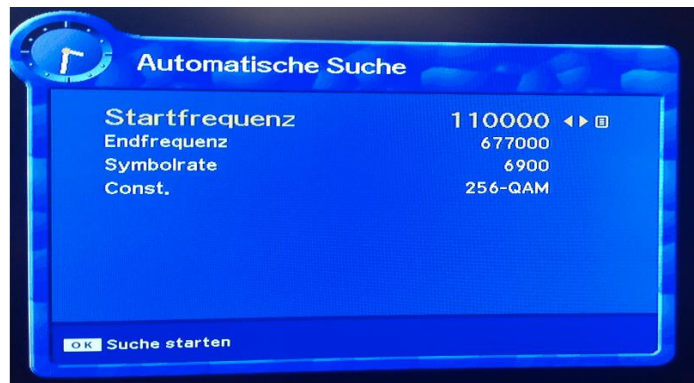 Automatische Suche
Startfrequenz 110000
Endfrequenz 677000
Symbolrate 6900
Const. 256-QAM
OK Suche starten